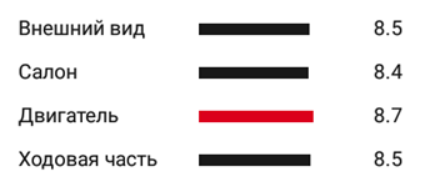 Внешний вид 8.5
Салон 8.4
Двигатель 8.7
Ходовая часть 8.5